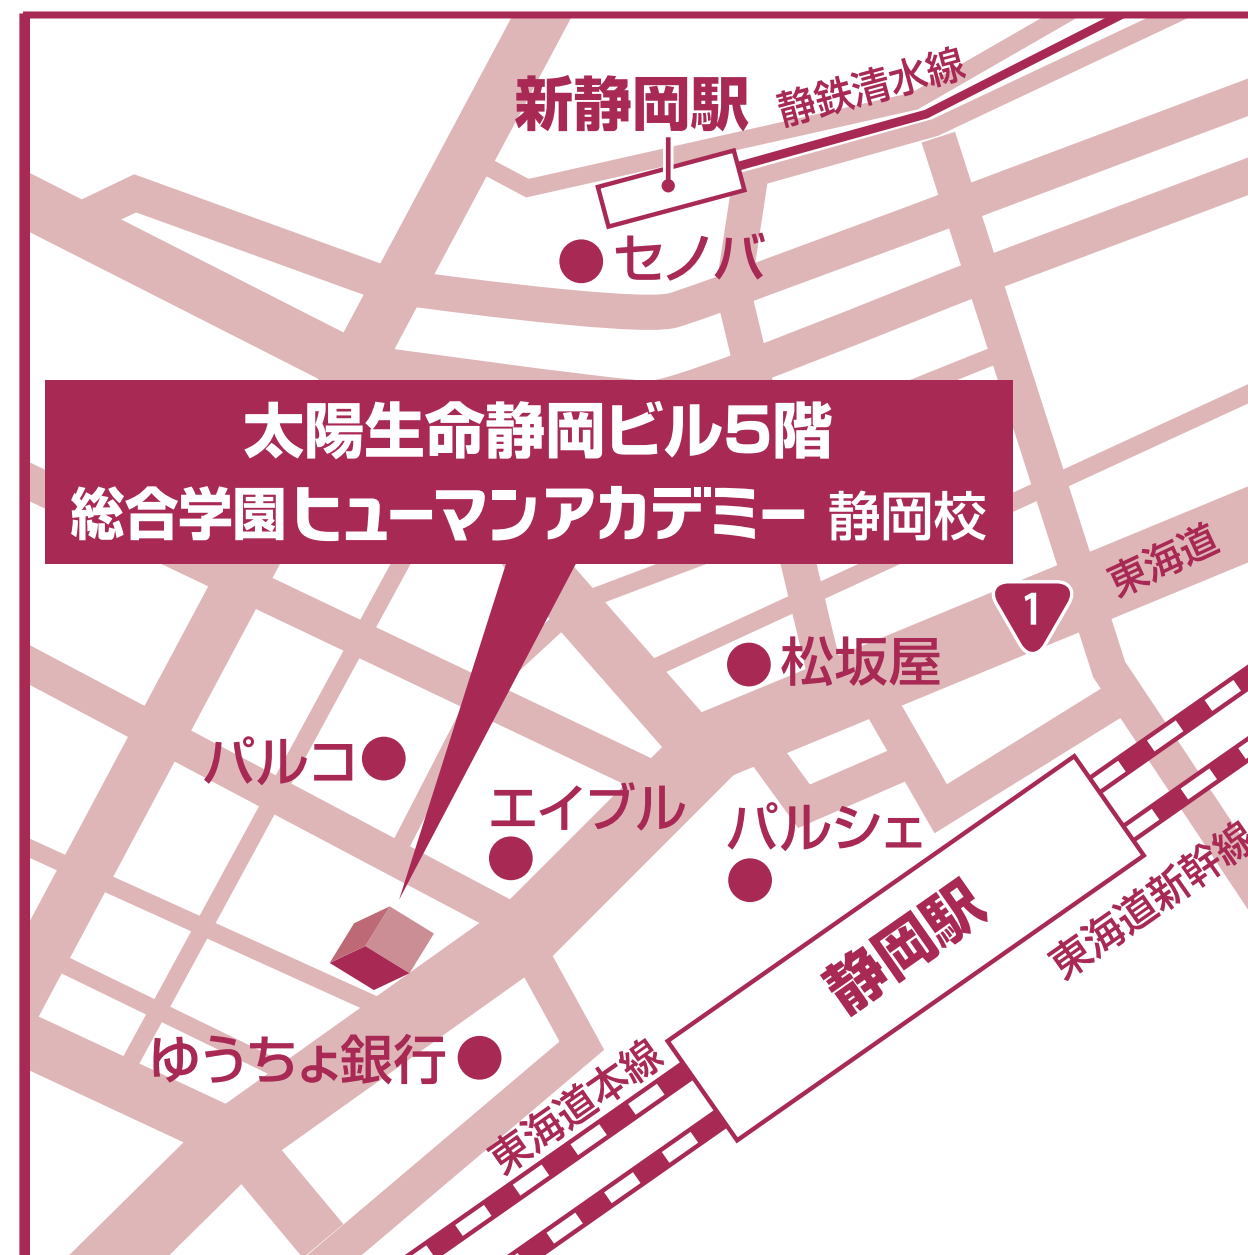 新静岡駅
静鉄清水線
セノバ
太陽生命静岡ビル5階
総合学園ヒューマンアカデミー 静岡校
東海道
1
松坂屋
パルコ
エイブル
パルシェ
静岡駅
東海道新幹線
ゆうちょ銀行
東海道本線